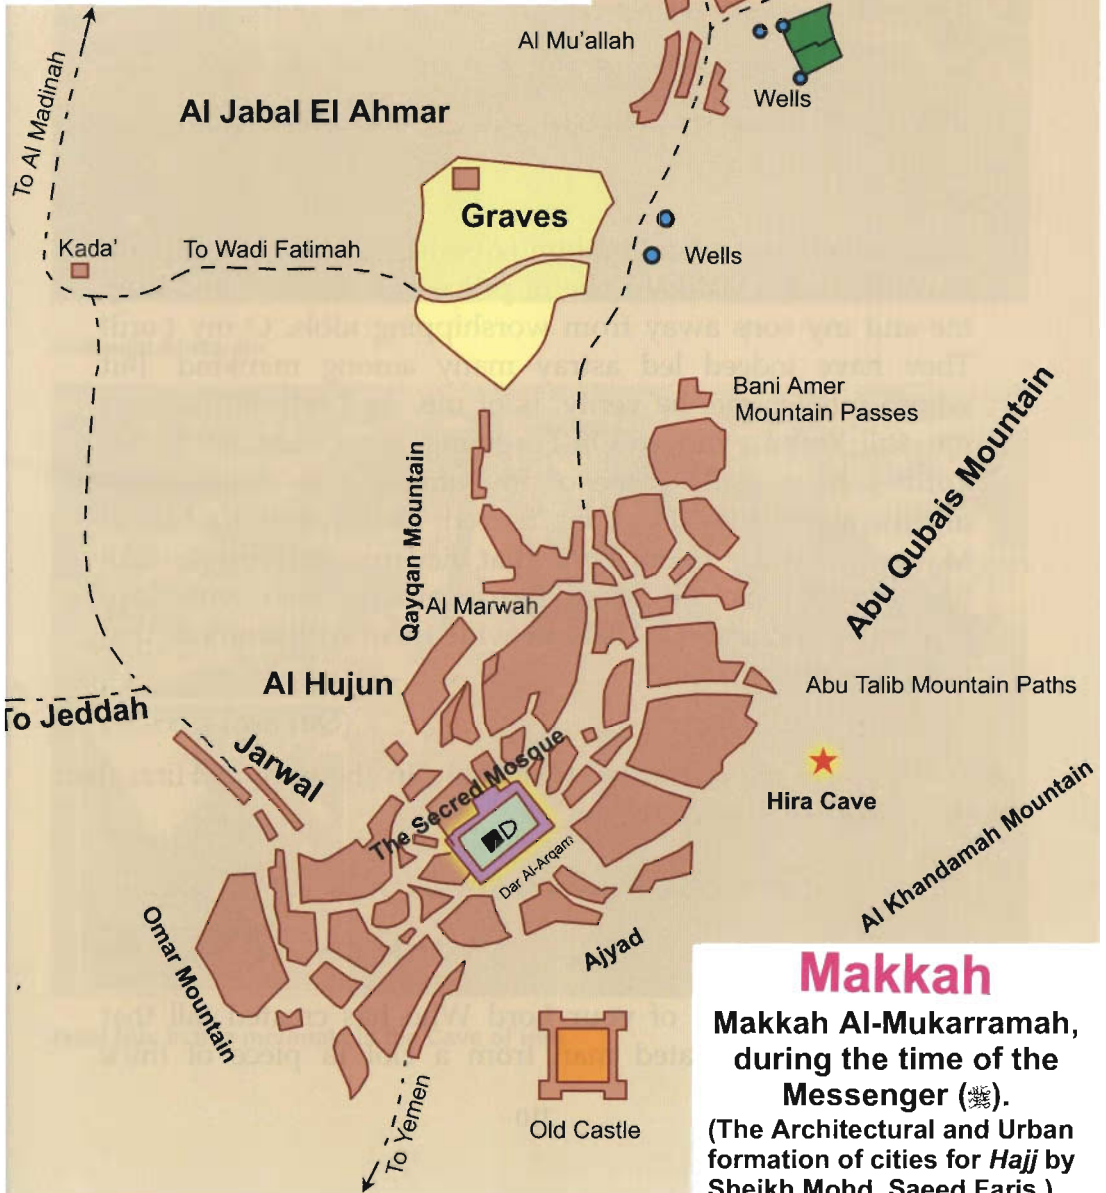 Al Mu'allah
Wells
To Al Madinah
Al Jabal El Ahmar
Graves
Kada'
To Wadi Fatimah
Wells
Bani Amer
Mountain Passes
Qayqan Mountain
Abu Qubais Mountain
Al Marwah
Al Hujun
Abu Talib Mountain Paths
To Jeddah
Jarwal
The Secred Mosque
Hira Cave
Al Khandamah Mountain
Dar Al-Arqam
Omar Mountain
Ajyad
To Yemen
Old Castle
Makkah
Makkah Al-Mukarramah,
during the time of the
Messenger (ﷺ).
(The Architectural and Urban
formation of cities for Hajj by
Sheikh Mohd. Saeed Faris.)